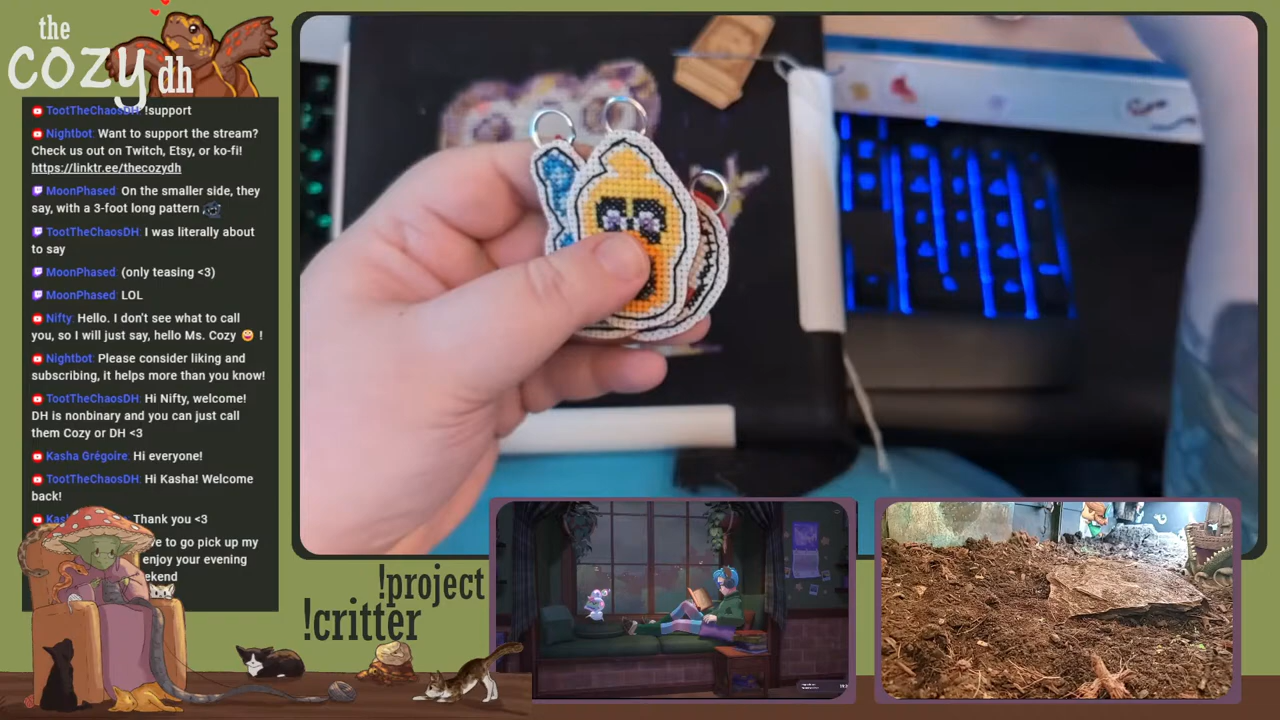 the
cozy dh
TootTheChaosDH: !support
Nightbot: Want to support the stream?
Check us out on Twitch, Etsy, or ko-fi!
https://linktr.ee/thecozydh
MoonPhased: On the smaller side, they
say, with a 3-foot long pattern
TootTheChaosDH: I was literally about
to say
MoonPhased: (only teasing <3)
MoonPhased: LOL
Nifty: Hello. I don't see what to call
you, so I will just say, hello Ms. Cozy !
Nightbot: Please consider liking and
subscribing, it helps more than you know!
TootTheChaosDH: Hi Nifty, welcome!
DH is nonbinary and you can just call
them Cozy or DH <3
Kasha Grégoire: Hi everyone!
TootTheChaosDH: Hi Kasha! Welcome
back!
Thank you <3
to go pick up my
enjoy your evening
!project
!critter